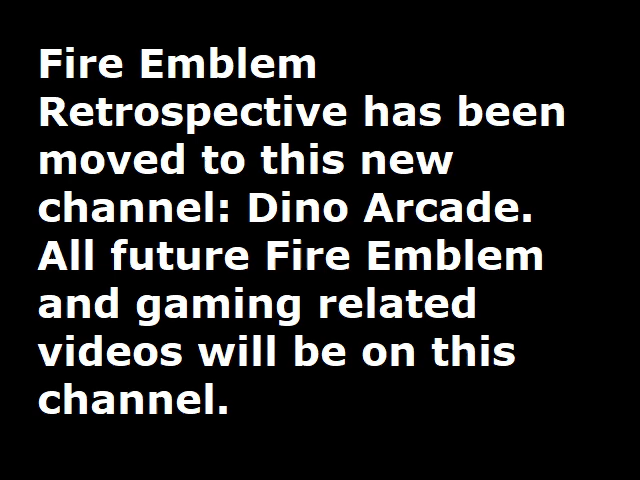 Fire Emblem
Retrospective has been
moved to this new
channel: Dino Arcade.
All future Fire Emblem
and gaming related
videos will be on this
channel.